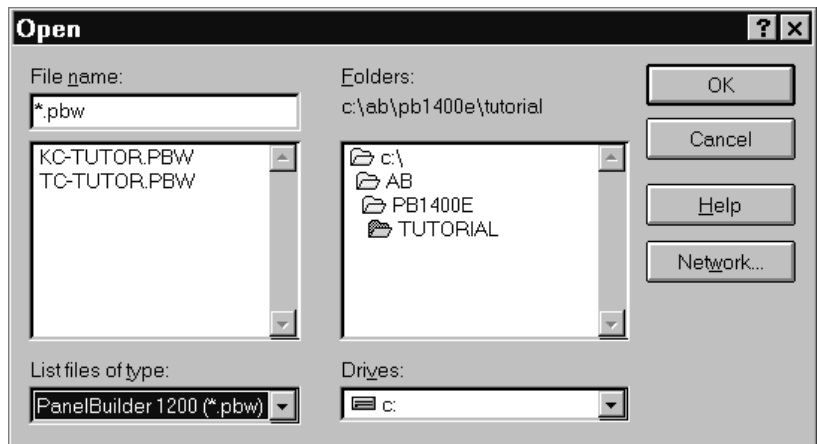 Open
File name:
*.pbw
KC-TUTOR.PBW
TC-TUTOR.PBW
List files of type:
PanelBuilder 1200 (*.pbw)
Folders:
c:\ab\pb1400e\tutorial
c:\
AB
PB1400E
TUTORIAL
Drives:
c:
OK
Cancel
Help
Network...